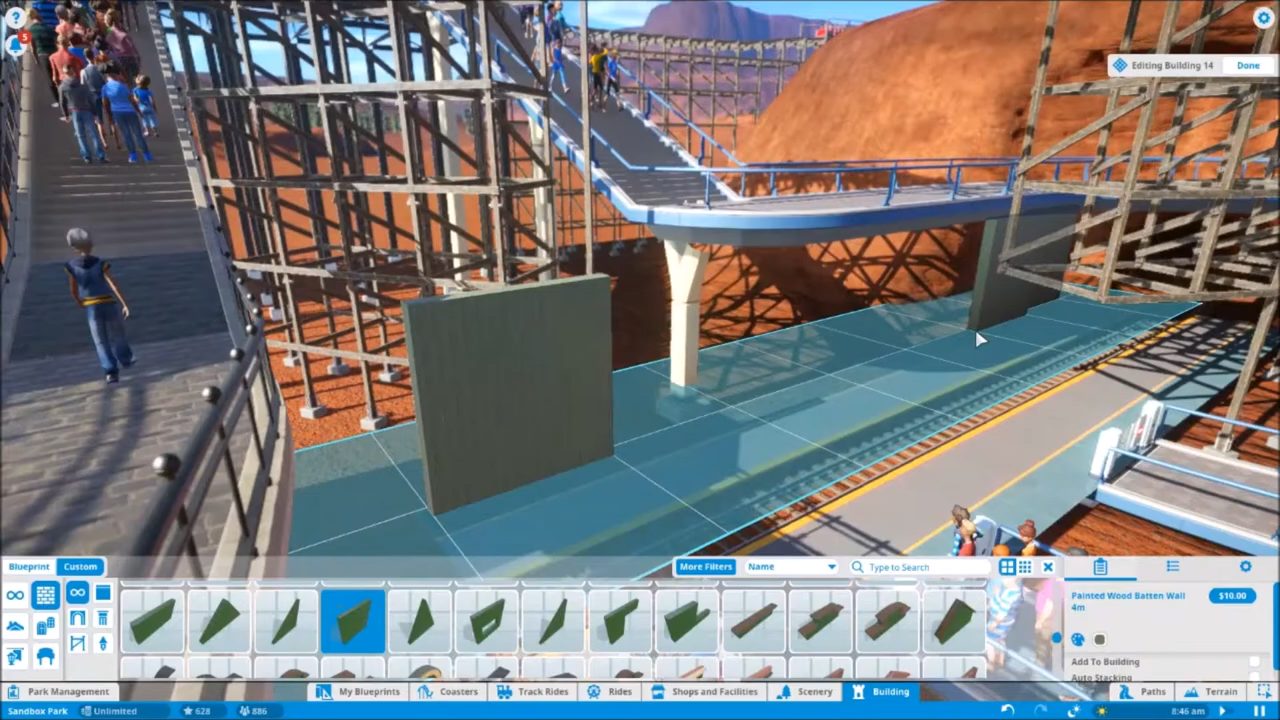 ?
5
Editing Building 14 Done
Blueprint Custom More Filters Name Type to Search
Painted Wood Batten Wall
4m
$10.00
Add To Building
Auto Stacking
Park Management My Blueprints Coasters Track Rides Rides Shops and Facilities Scenery Building Paths Terrain
Sandbox Park Unlimited 628 886 8:46 am